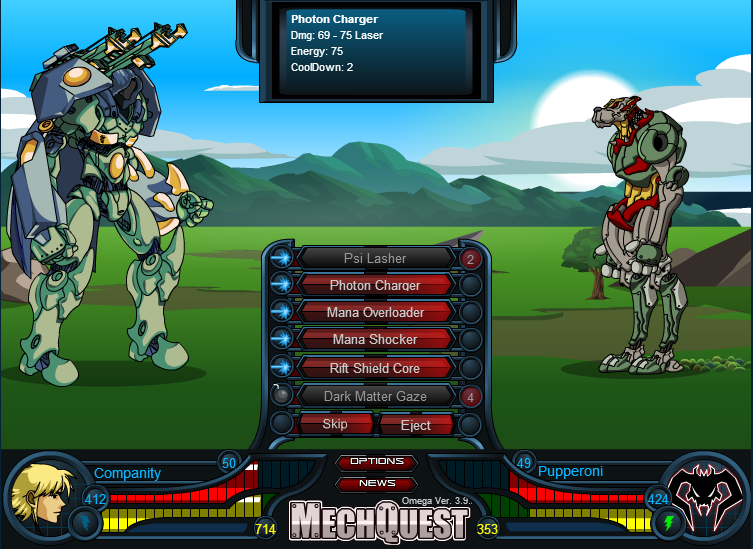 Photon Charger
Dmg: 69 - 75 Laser
Energy: 75
CoolDown: 2
Psi Lasher 2
Photon Charger
Mana Overloader
Mana Shocker
Rift Shield Core
? Dark Matter Gaze 4
Skip Eject
50 OPTIONS 49
Companity Pupperoni
NEWS
412 424
Omega Ver. 3.9..
714 MECHQUEST 353